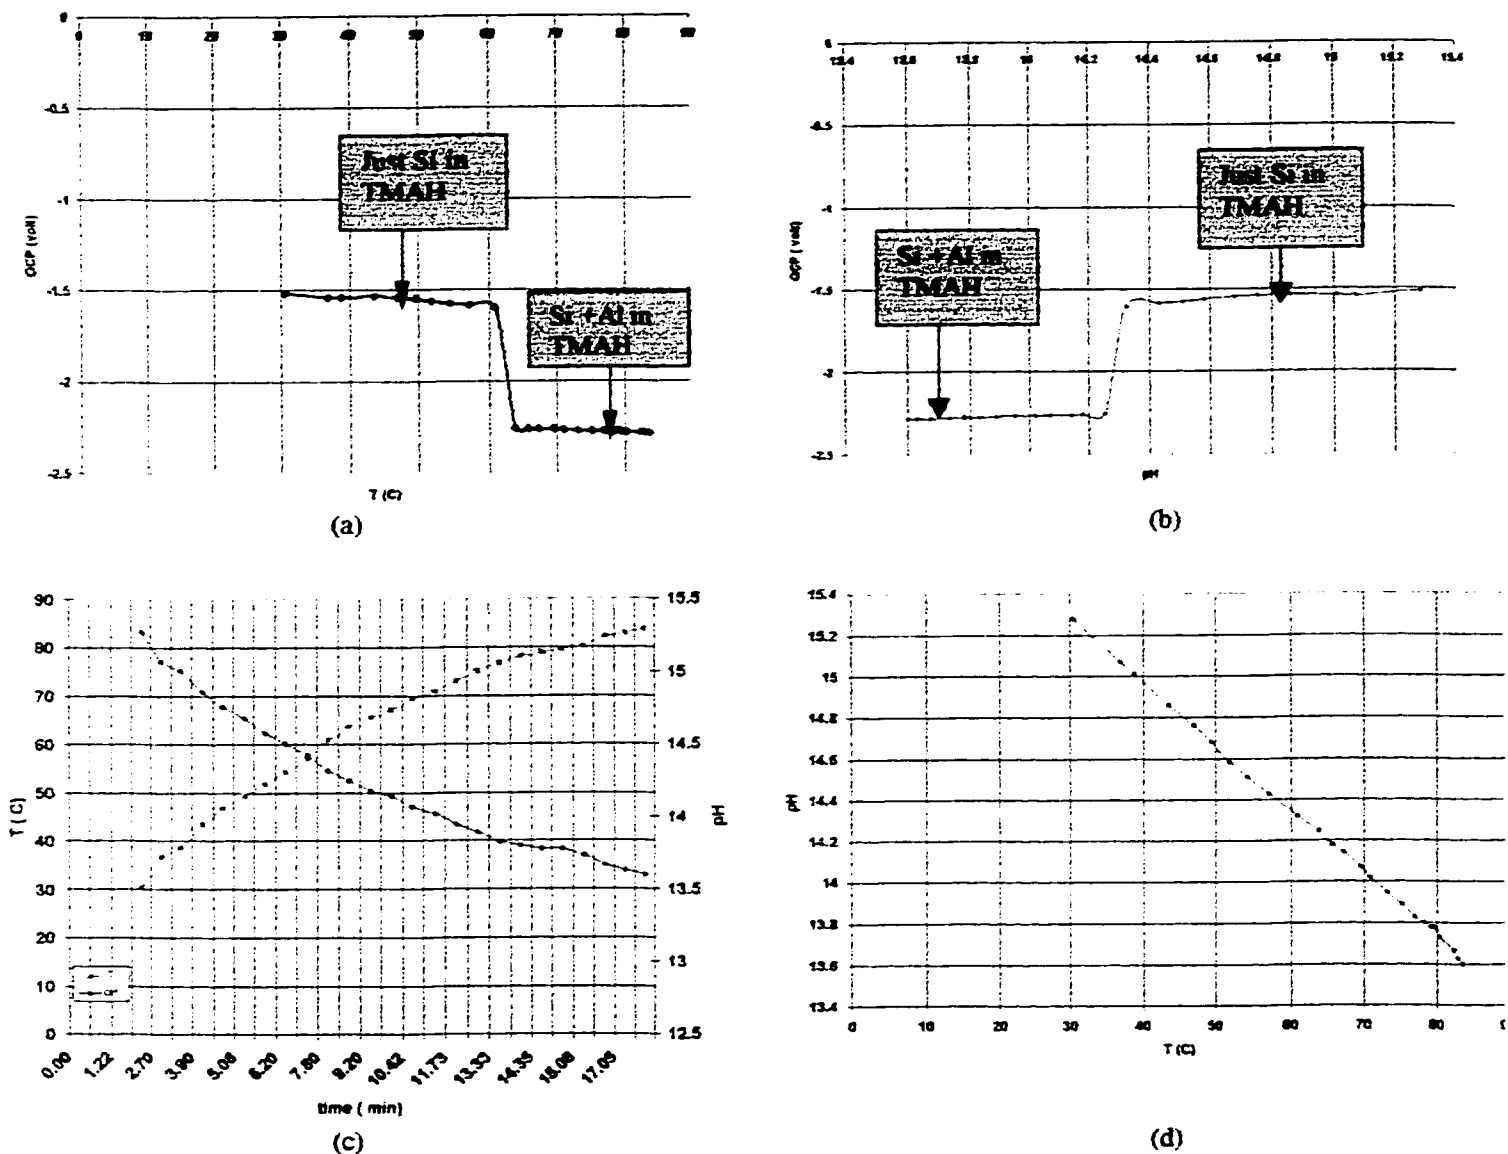 0
0 10 20 30 40 50 60 70 80 90
-0.5
Just Si in
TMAH
-1
OCP (volt)
-1.5
Si +Al in
TMAH
-2
-2.5
T (C)
(a)
0
13.4 13.6 13.8 14 14.2 14.4 14.6 14.8 15 15.2 15.4
-0.5
Just Si in
TMAH
-1
OCP (volt)
Si +Al in
TMAH
-1.5
-2
-2.5
pH
(b)
90
80
70
60
50
40
30
20
10
0
T (C)
15.5
15
14.5
14
13.5
13
12.5
pH
0.00 1.22 2.70 3.90 5.08 6.20 7.80 9.20 10.42 11.73 13.33 14.35 15.08 17.05
time ( min)
(c)
15.4
15.2
15
14.8
14.6
14.4
14.2
14
13.8
13.6
13.4
pH
0 10 20 30 40 50 60 70 80
T (C)
(d)